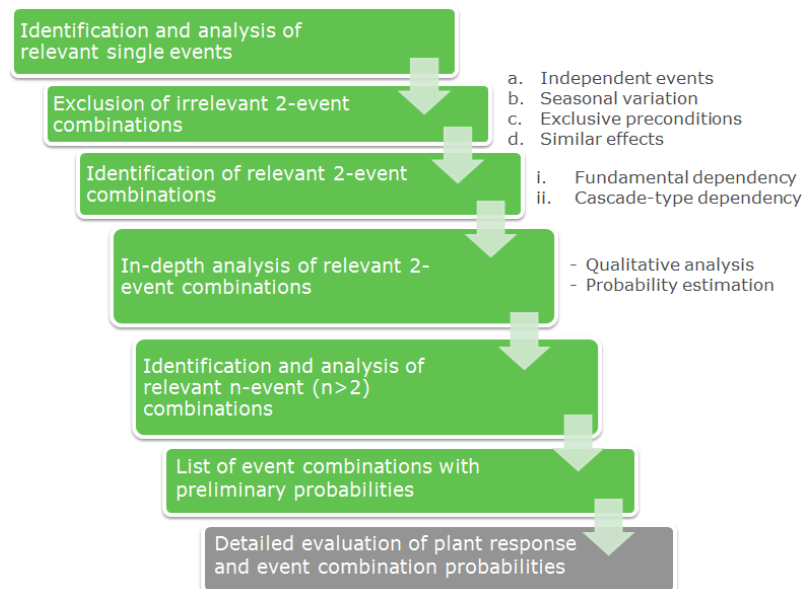 Identification and analysis of
relevant single events
Exclusion of irrelevant 2-event
combinations
a. Independent events
b. Seasonal variation
c. Exclusive preconditions
d. Similar effects
Identification of relevant 2-event
combinations
i. Fundamental dependency
ii. Cascade-type dependency
In-depth analysis of relevant 2-
event combinations
- Qualitative analysis
- Probability estimation
Identification and analysis of
relevant n-event (n>2)
combinations
List of event combinations with
preliminary probabilities
Detailed evaluation of plant response
and event combination probabilities